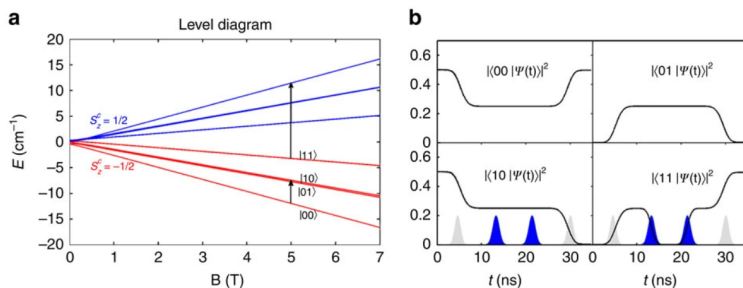 a
Level diagram
20
15
10
5
0
−5
−10
−15
−20
E (cm⁻¹)
S_z^c = 1/2
S_z^c = −1/2
|11⟩
|10⟩
|01⟩
|00⟩
0 1 2 3 4 5 6 7
B (T)
b
0.6
0.4
0.2
0
|⟨00 |Ψ(t)⟩|²
|⟨01 |Ψ(t)⟩|²
0.6
0.4
0.2
0
|⟨10 |Ψ(t)⟩|²
|⟨11 |Ψ(t)⟩|²
0 10 20 30
0 10 20 30
t (ns)
t (ns)